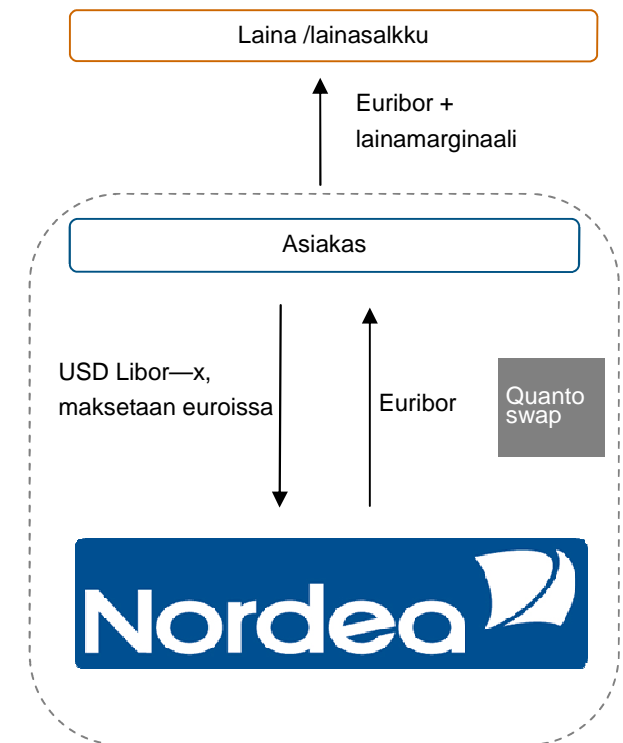 Laina /lainasalkku
Euribor +
lainamarginaali
Asiakas
USD Libor—x,
maksetaan euroissa
Euribor
Quanto
swap
Nordea